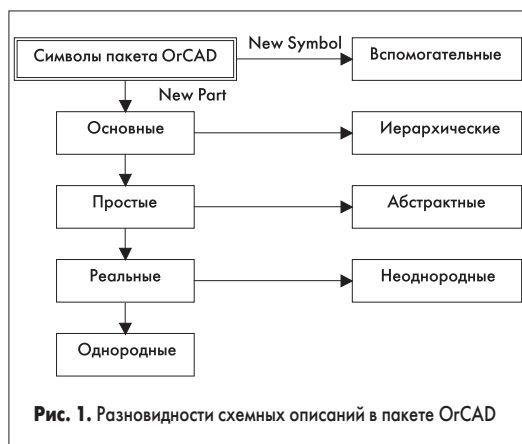 New Symbol
Символы пакета OrCAD
Вспомогательные
New Part
Основные
Иерархические
Простые
Абстрактные
Реальные
Неоднородные
Однородные
Рис. 1. Разновидности схемных описаний в пакете OrCAD